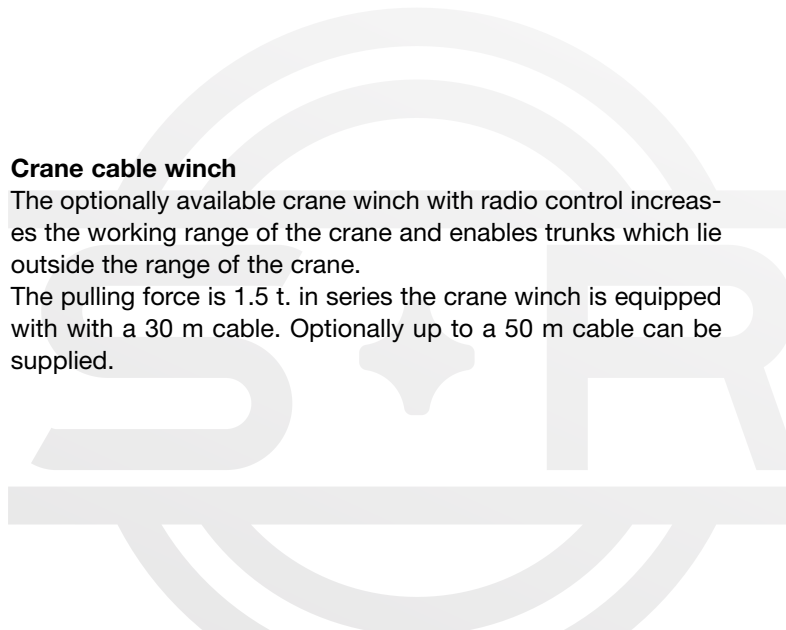 Crane cable winch
The optionally available crane winch with radio control increas-
es the working range of the crane and enables trunks which lie
outside the range of the crane.
The pulling force is 1.5 t. in series the crane winch is equipped
with with a 30 m cable. Optionally up to a 50 m cable can be
supplied.
S R